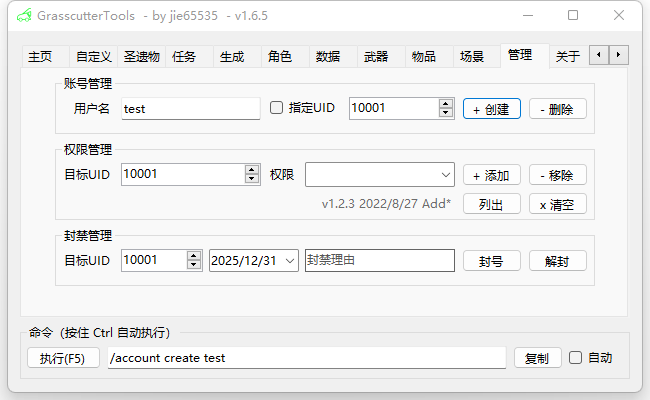 GrasscutterTools - by jie65535 - v1.6.5
主页 自定义 圣遗物 任务 生成 角色 数据 武器 物品 场景 管理 关于
账号管理
用户名 test 指定UID 10001 + 创建 - 删除
权限管理
目标UID 10001 权限 + 添加 - 移除
v1.2.3 2022/8/27 Add* 列出 x 清空
封禁管理
目标UID 10001 2025/12/31 封禁理由 封号 解封
命令（按住 Ctrl 自动执行）
执行(F5) /account create test 复制 自动